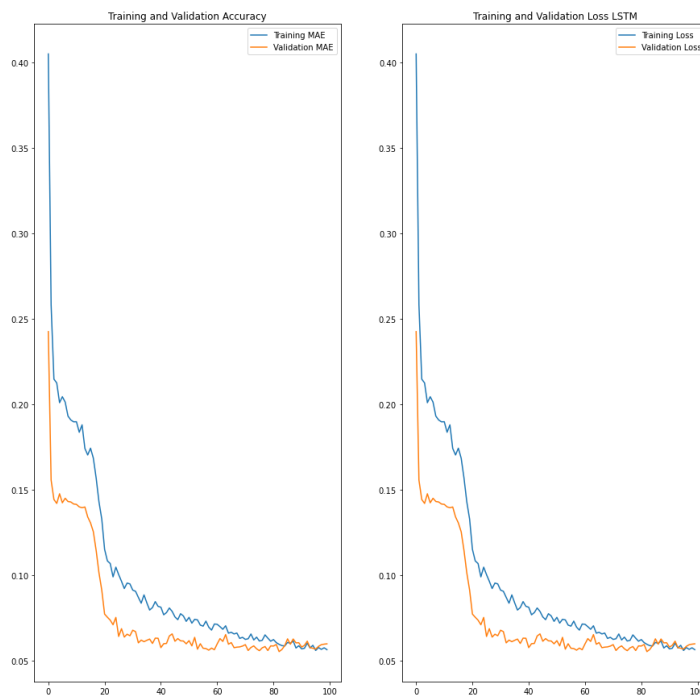 Training and Validation Accuracy
Training MAE
Validation MAE
0.40
0.35
0.30
0.25
0.20
0.15
0.10
0.05
0 20 40 60 80 100
Training and Validation Loss LSTM
Training Loss
Validation Loss
0.40
0.35
0.30
0.25
0.20
0.15
0.10
0.05
0 20 40 60 80 100